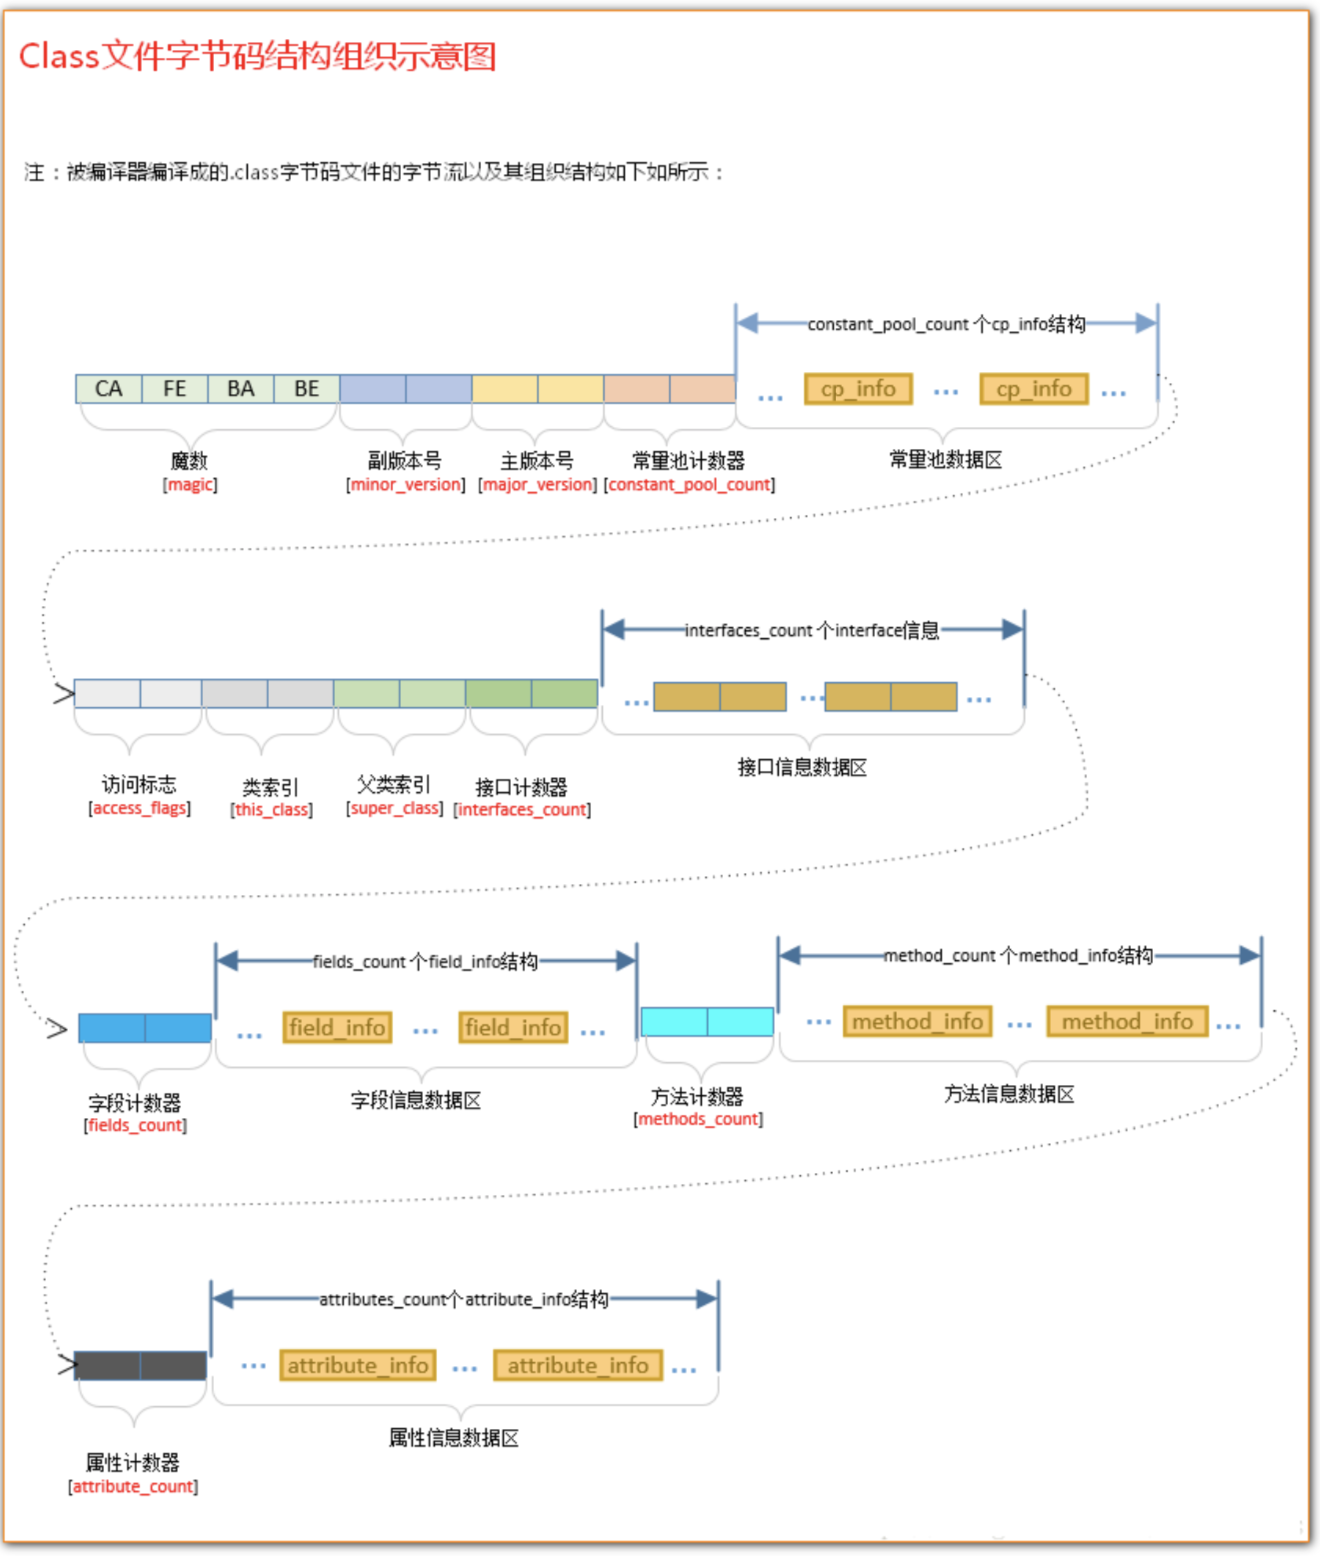 Class文件字节码结构组织示意图
注：被编译器编译成的.class字节码文件的字节流以及其组织结构如下如所示：
constant_pool_count 个cp_info结构
CA FE BA BE ... cp_info ... cp_info ...
魔数 副版本号 主版本号 常量池计数器 常量池数据区
[magic] [minor_version] [major_version] [constant_pool_count]
interfaces_count 个interface信息
... ... ...
接口信息数据区
访问标志 类索引 父类索引 接口计数器
[access_flags] [this_class] [super_class] [interfaces_count]
fields_count 个field_info结构 method_count 个method_info结构
... field_info ... field_info ... ... method_info ... method_info ...
字段计数器 字段信息数据区 方法计数器 方法信息数据区
[fields_count] [methods_count]
attributes_count个attribute_info结构
... attribute_info ... attribute_info ...
属性信息数据区
属性计数器
[attribute_count]